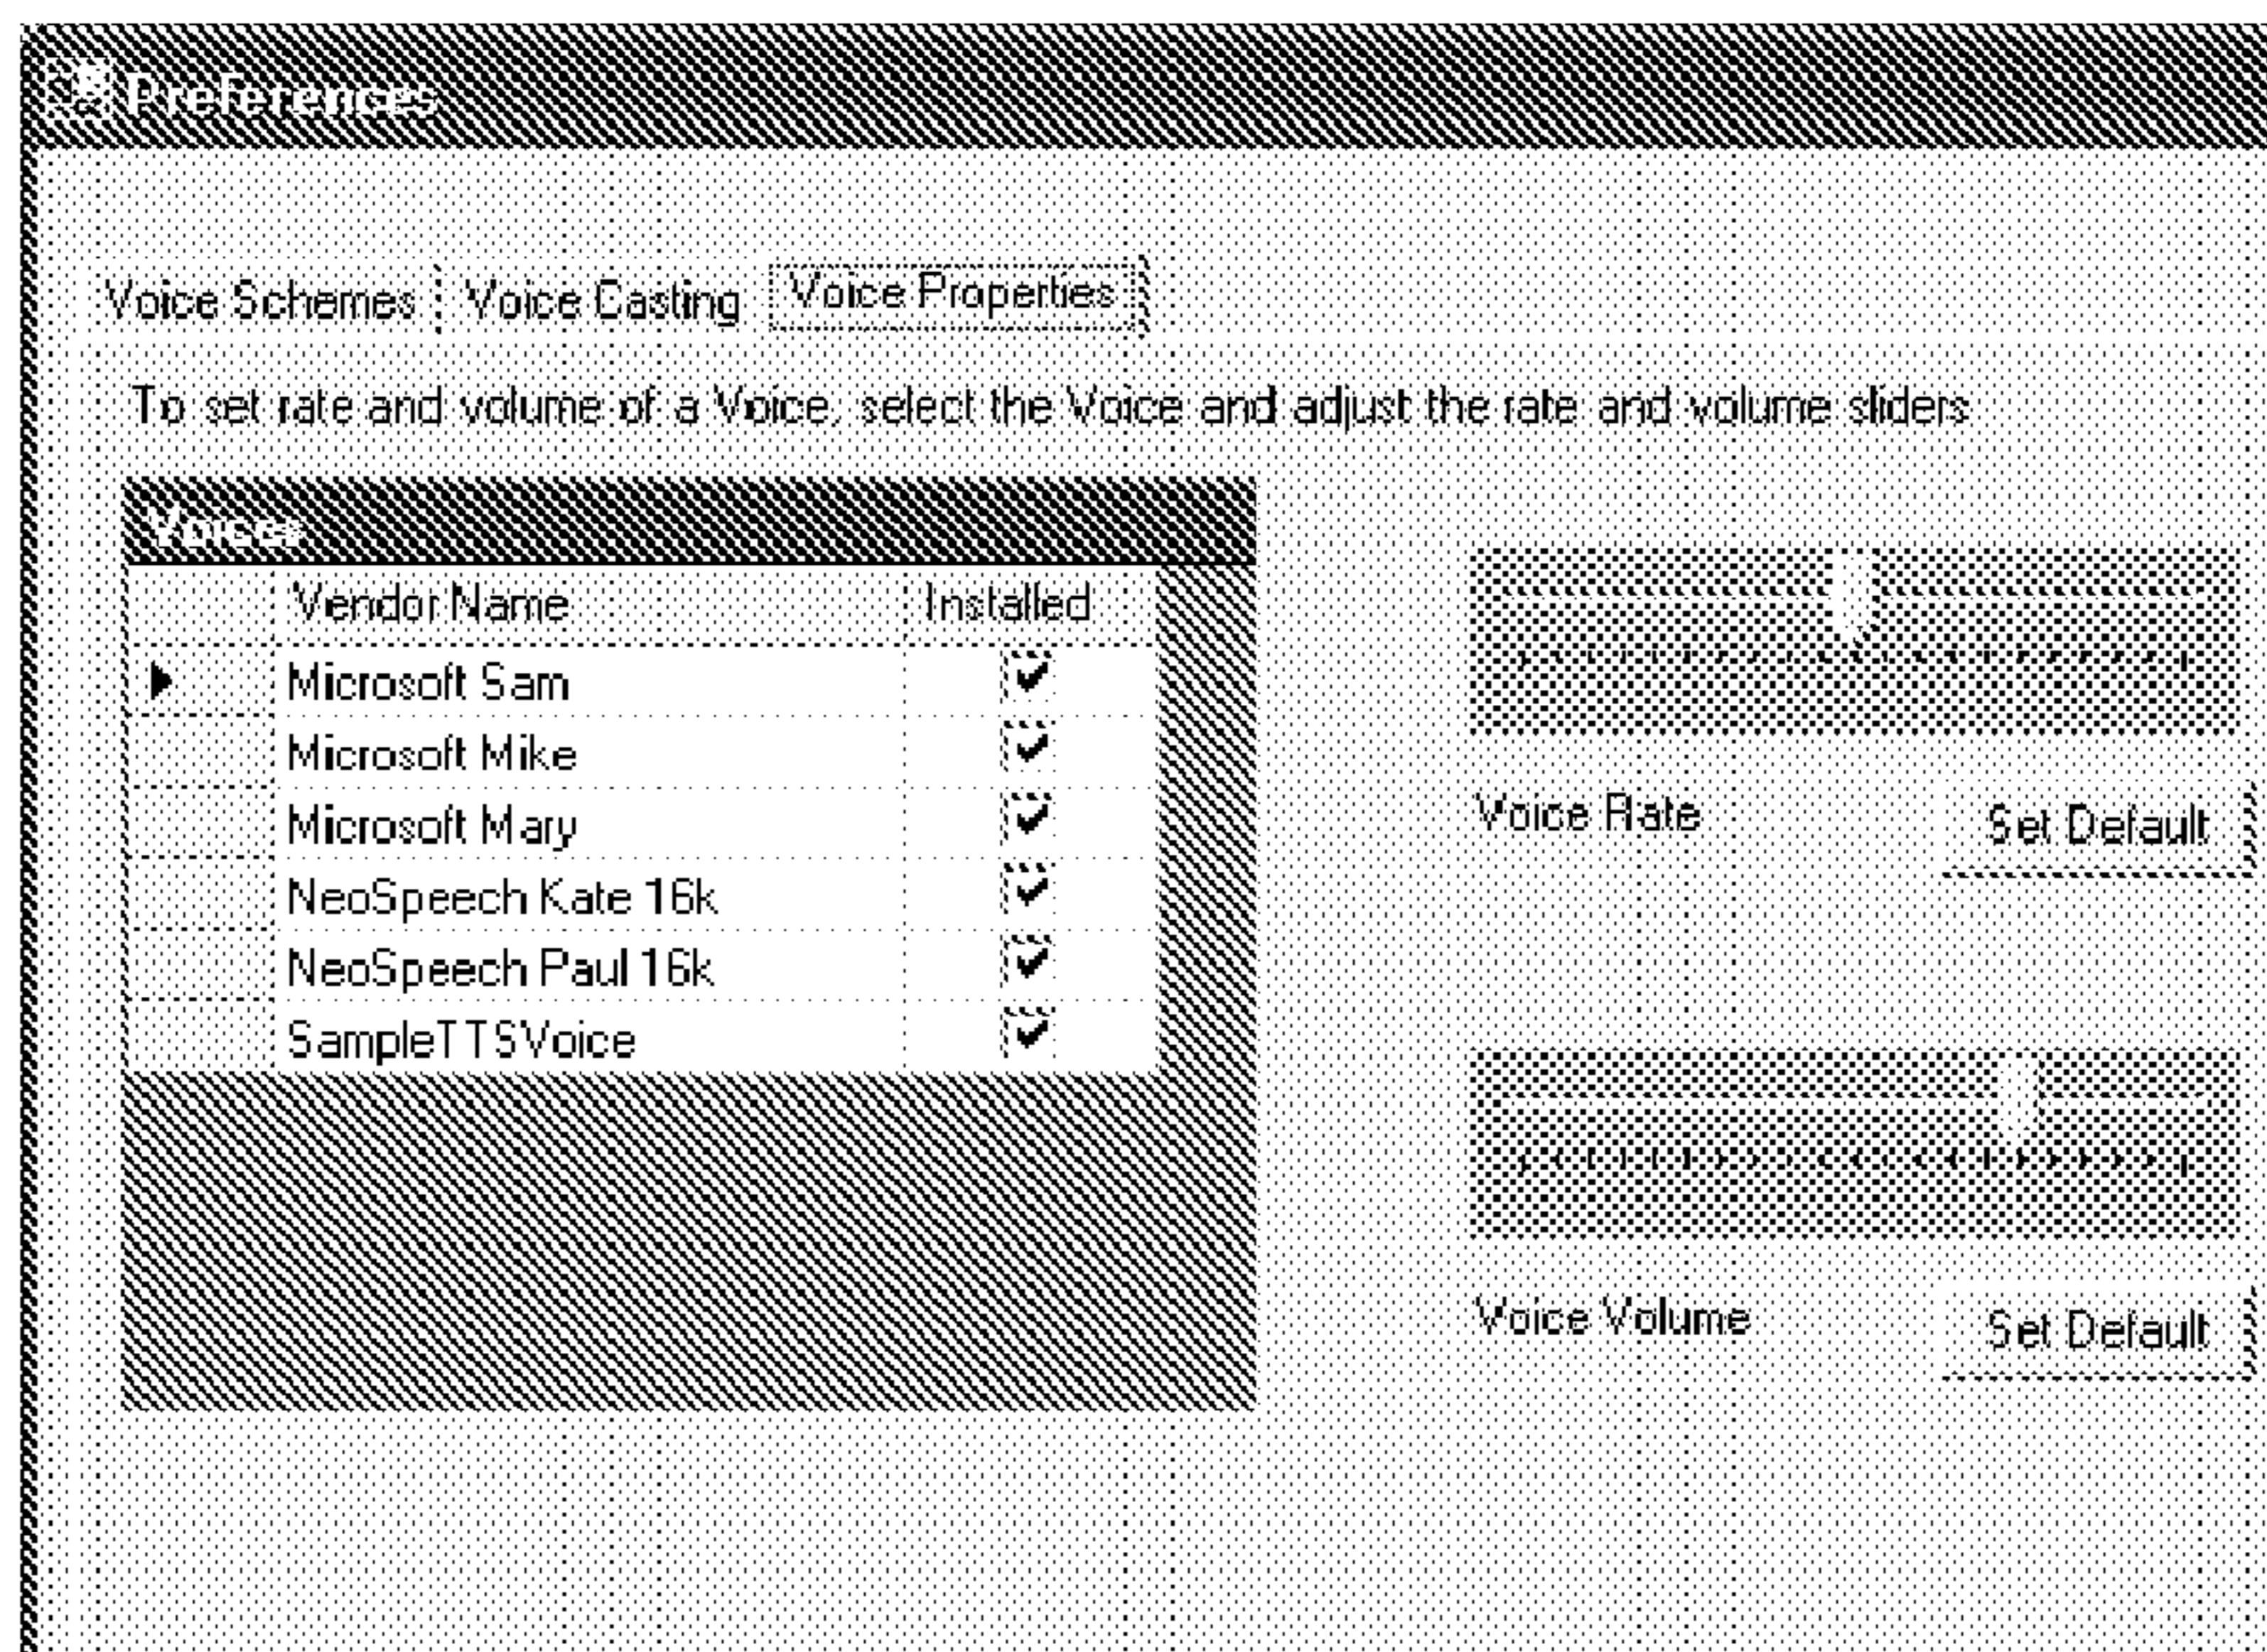 Preferences
Voice Schemes Voice Casting Voice Properties
To set rate and volume of a Voice, select the Voice and adjust the rate and volume sliders
Voices
Vendor Name Installed
Microsoft Sam
Microsoft Mike
Microsoft Mary
NeoSpeech Kate 16k
NeoSpeech Paul 16k
SampleTTSVoice
Voice Rate Set Default
Voice Volume Set Default